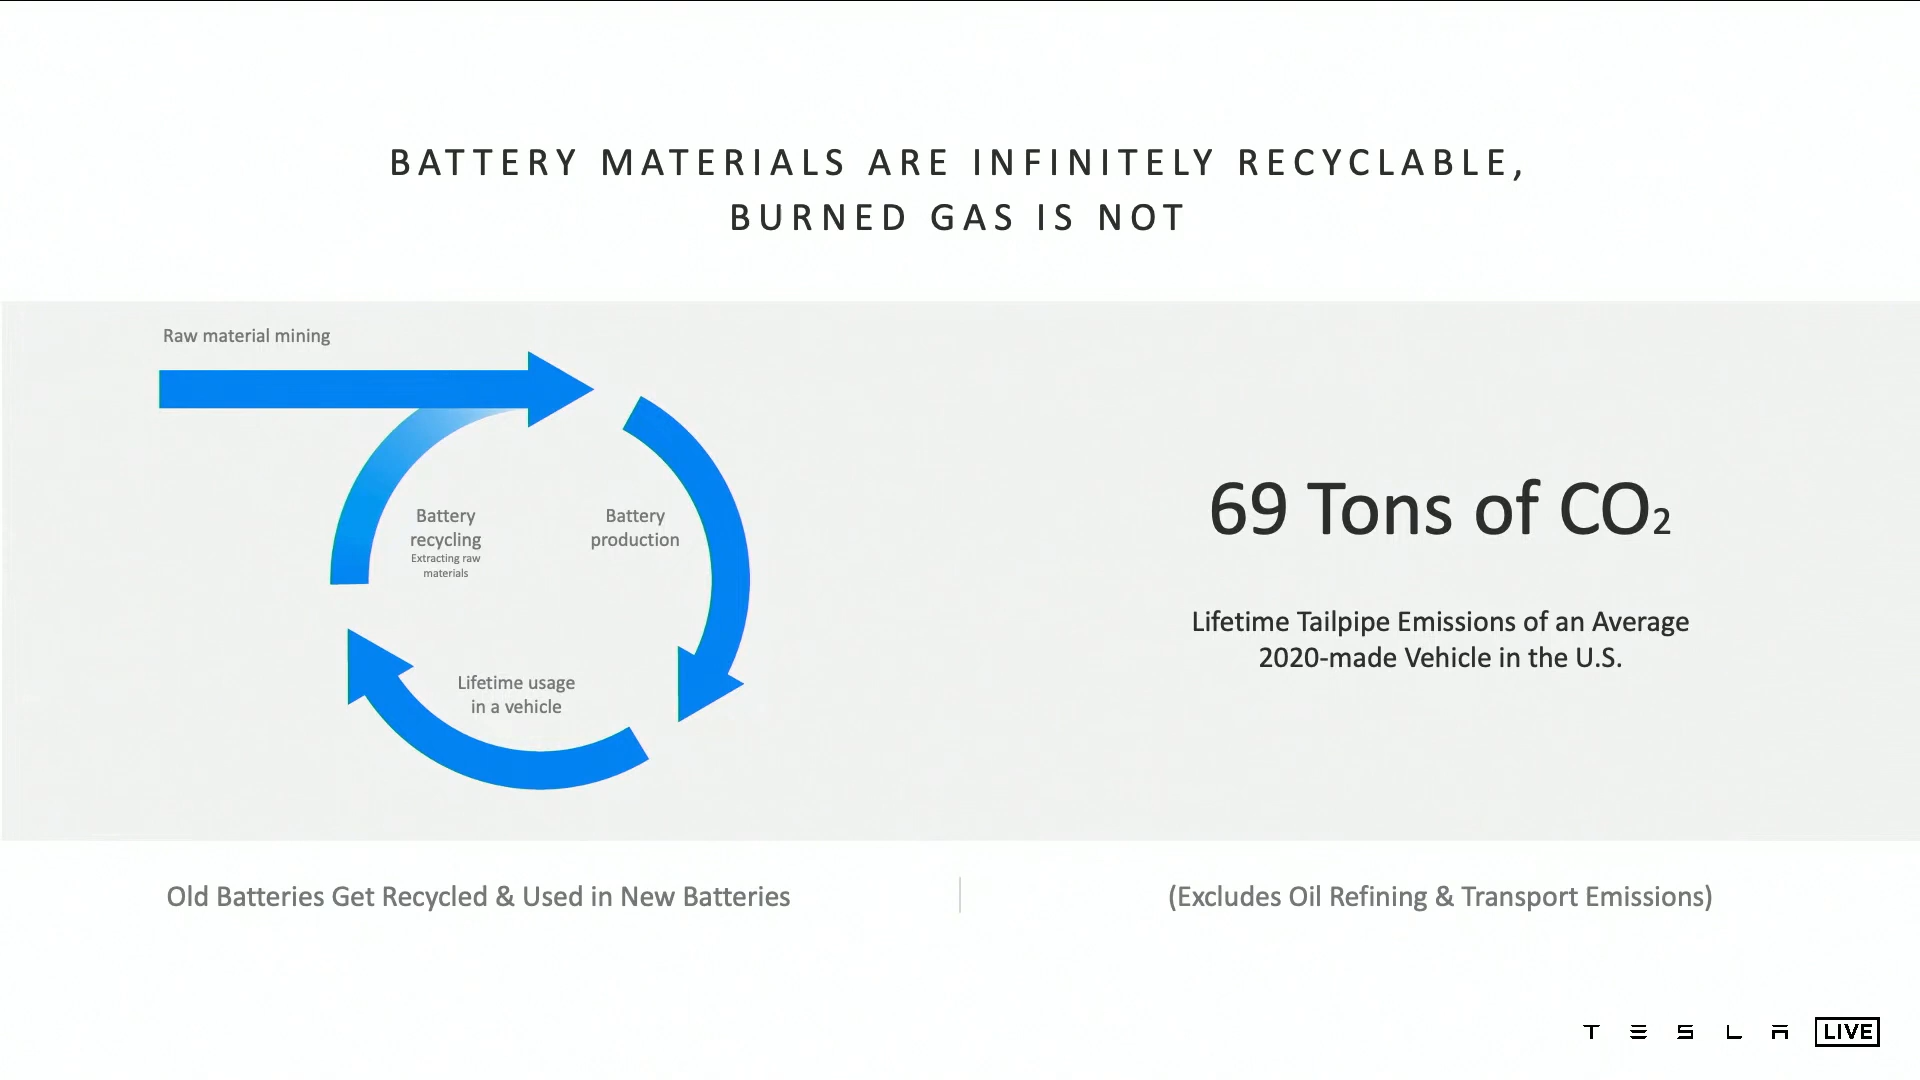 BATTERY MATERIALS ARE INFINITELY RECYCLABLE,
BURNED GAS IS NOT
Raw material mining
Battery
recycling
Extracting raw
materials
Battery
production
Lifetime usage
in a vehicle
69 Tons of CO₂
Lifetime Tailpipe Emissions of an Average
2020-made Vehicle in the U.S.
Old Batteries Get Recycled & Used in New Batteries
(Excludes Oil Refining & Transport Emissions)
TESLA LIVE